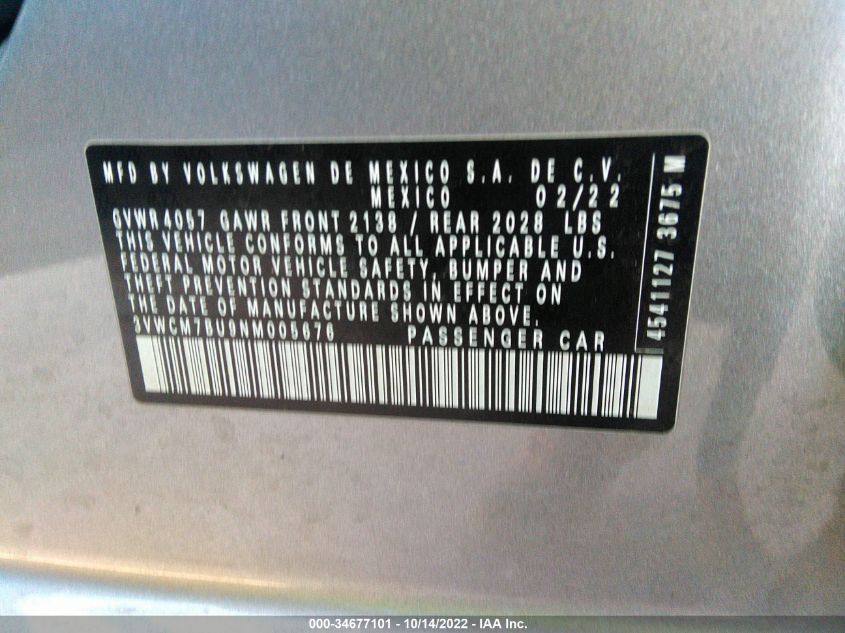 MFD BY VOLKSWAGEN DE MEXICO S.A. DE C.V.
MEXICO 02/22
GVWR 4057 GAWR FRONT 2138 / REAR 2028 LBS
THIS VEHICLE CONFORMS TO ALL APPLICABLE U.S.
FEDERAL MOTOR VEHICLE SAFETY, BUMPER AND
THEFT PREVENTION STANDARDS IN EFFECT ON
THE DATE OF MANUFACTURE SHOWN ABOVE.
PASSENGER CAR
4541127 3675 M
000-34677101 - 10/14/2022 - IAA Inc.